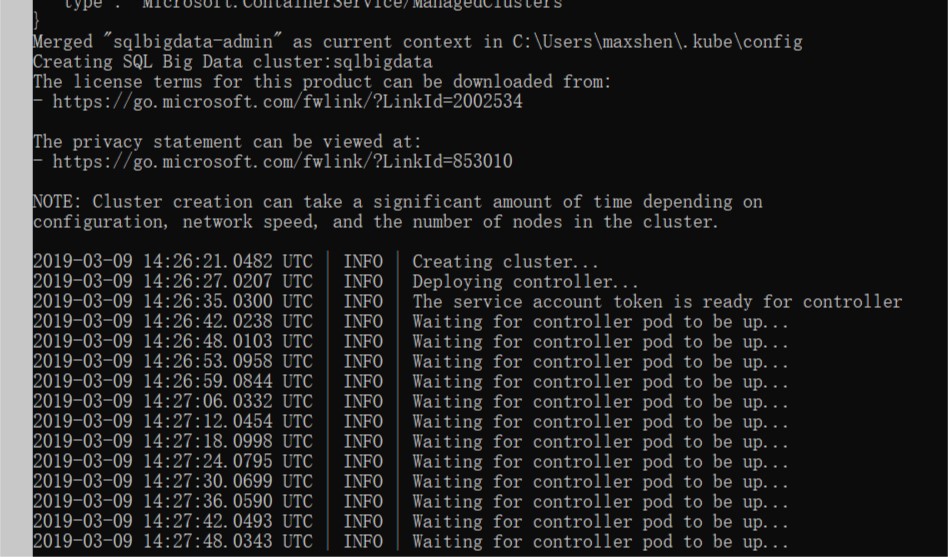 type": "Microsoft.ContainerService/ManagedClusters"
}
Merged "sqlbigdata-admin" as current context in C:\Users\maxshen\.kube\config
Creating SQL Big Data cluster:sqlbigdata
The license terms for this product can be downloaded from:
- https://go.microsoft.com/fwlink/?LinkId=2002534
The privacy statement can be viewed at:
- https://go.microsoft.com/fwlink/?LinkId=853010
NOTE: Cluster creation can take a significant amount of time depending on
configuration, network speed, and the number of nodes in the cluster.
2019-03-09 14:26:21.0482 UTC | INFO | Creating cluster...
2019-03-09 14:26:27.0207 UTC | INFO | Deploying controller...
2019-03-09 14:26:35.0300 UTC | INFO | The service account token is ready for controller
2019-03-09 14:26:42.0238 UTC | INFO | Waiting for controller pod to be up...
2019-03-09 14:26:48.0103 UTC | INFO | Waiting for controller pod to be up...
2019-03-09 14:26:53.0958 UTC | INFO | Waiting for controller pod to be up...
2019-03-09 14:26:59.0844 UTC | INFO | Waiting for controller pod to be up...
2019-03-09 14:27:06.0332 UTC | INFO | Waiting for controller pod to be up...
2019-03-09 14:27:12.0454 UTC | INFO | Waiting for controller pod to be up...
2019-03-09 14:27:18.0998 UTC | INFO | Waiting for controller pod to be up...
2019-03-09 14:27:24.0795 UTC | INFO | Waiting for controller pod to be up...
2019-03-09 14:27:30.0699 UTC | INFO | Waiting for controller pod to be up...
2019-03-09 14:27:36.0590 UTC | INFO | Waiting for controller pod to be up...
2019-03-09 14:27:42.0493 UTC | INFO | Waiting for controller pod to be up...
2019-03-09 14:27:48.0343 UTC | INFO | Waiting for controller pod to be up...